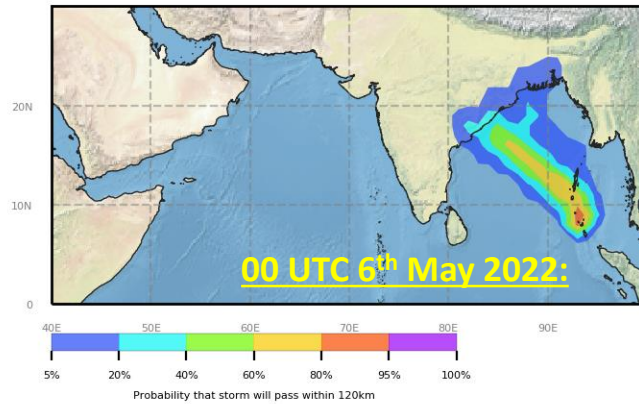 20N
10N
0
00 UTC 6th May 2022:
40E 50E 60E 70E 80E 90E
5% 20% 40% 60% 80% 95% 100%
Probability that storm will pass within 120km